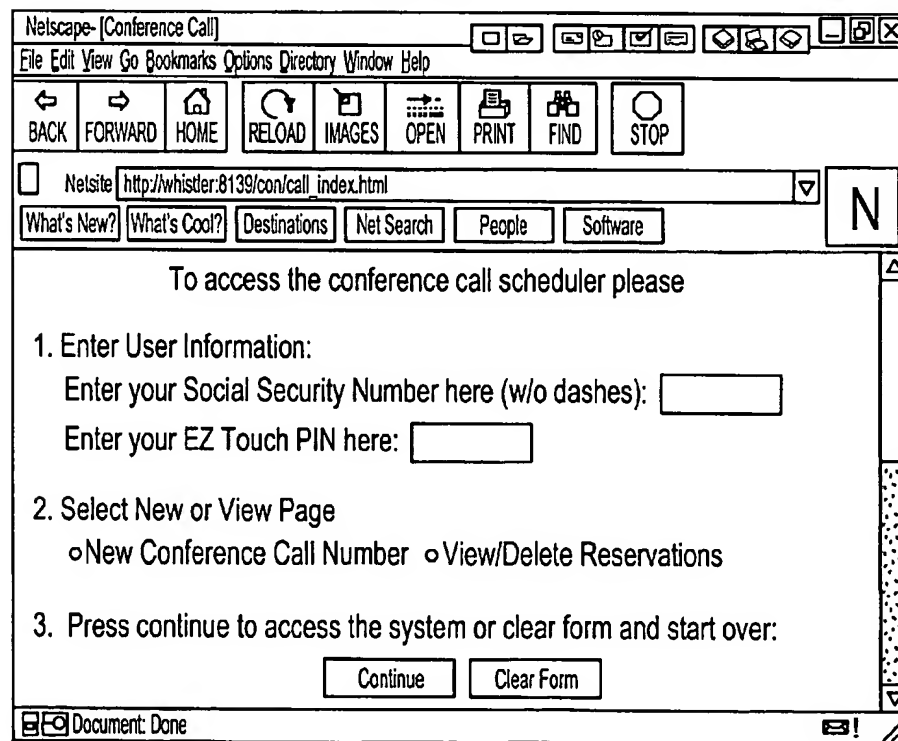 Netscape- [Conference Call]
File Edit View Go Bookmarks Options Directory Window Help
BACK FORWARD HOME RELOAD IMAGES OPEN PRINT FIND STOP
Netsite http://whistler:8139/con/call_index.html
What's New? What's Cool? Destinations Net Search People Software
N
To access the conference call scheduler please
1. Enter User Information:
Enter your Social Security Number here (w/o dashes):
Enter your EZ Touch PIN here:
2. Select New or View Page
New Conference Call Number View/Delete Reservations
3. Press continue to access the system or clear form and start over:
Continue Clear Form
Document: Done !